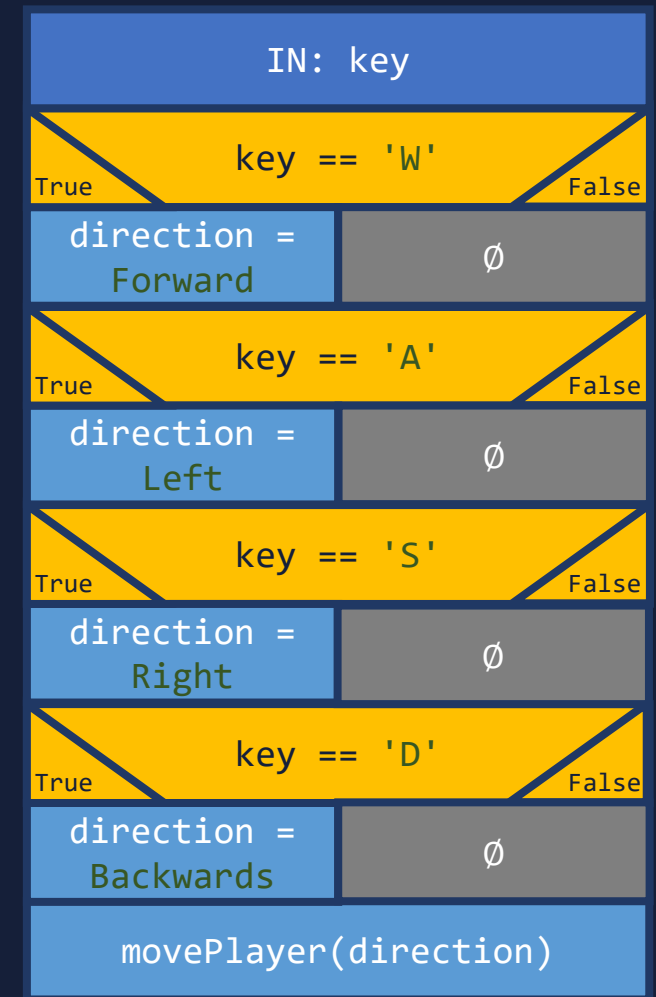 IN: key
key == 'W'
True
False
direction =
Forward
Ø
key == 'A'
True
False
direction =
Left
Ø
key == 'S'
True
False
direction =
Right
Ø
key == 'D'
True
False
direction =
Backwards
Ø
movePlayer(direction)